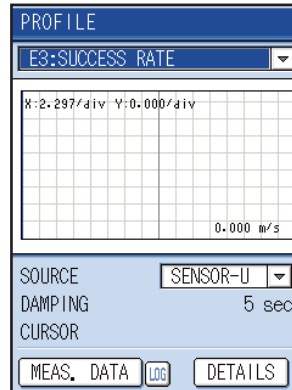 PROFILE
E3:SUCCESS RATE
X:2.297/div Y:0.000/div
0.000 m/s
SOURCE SENSOR-U
DAMPING 5 sec
CURSOR
MEAS. DATA LOG DETAILS